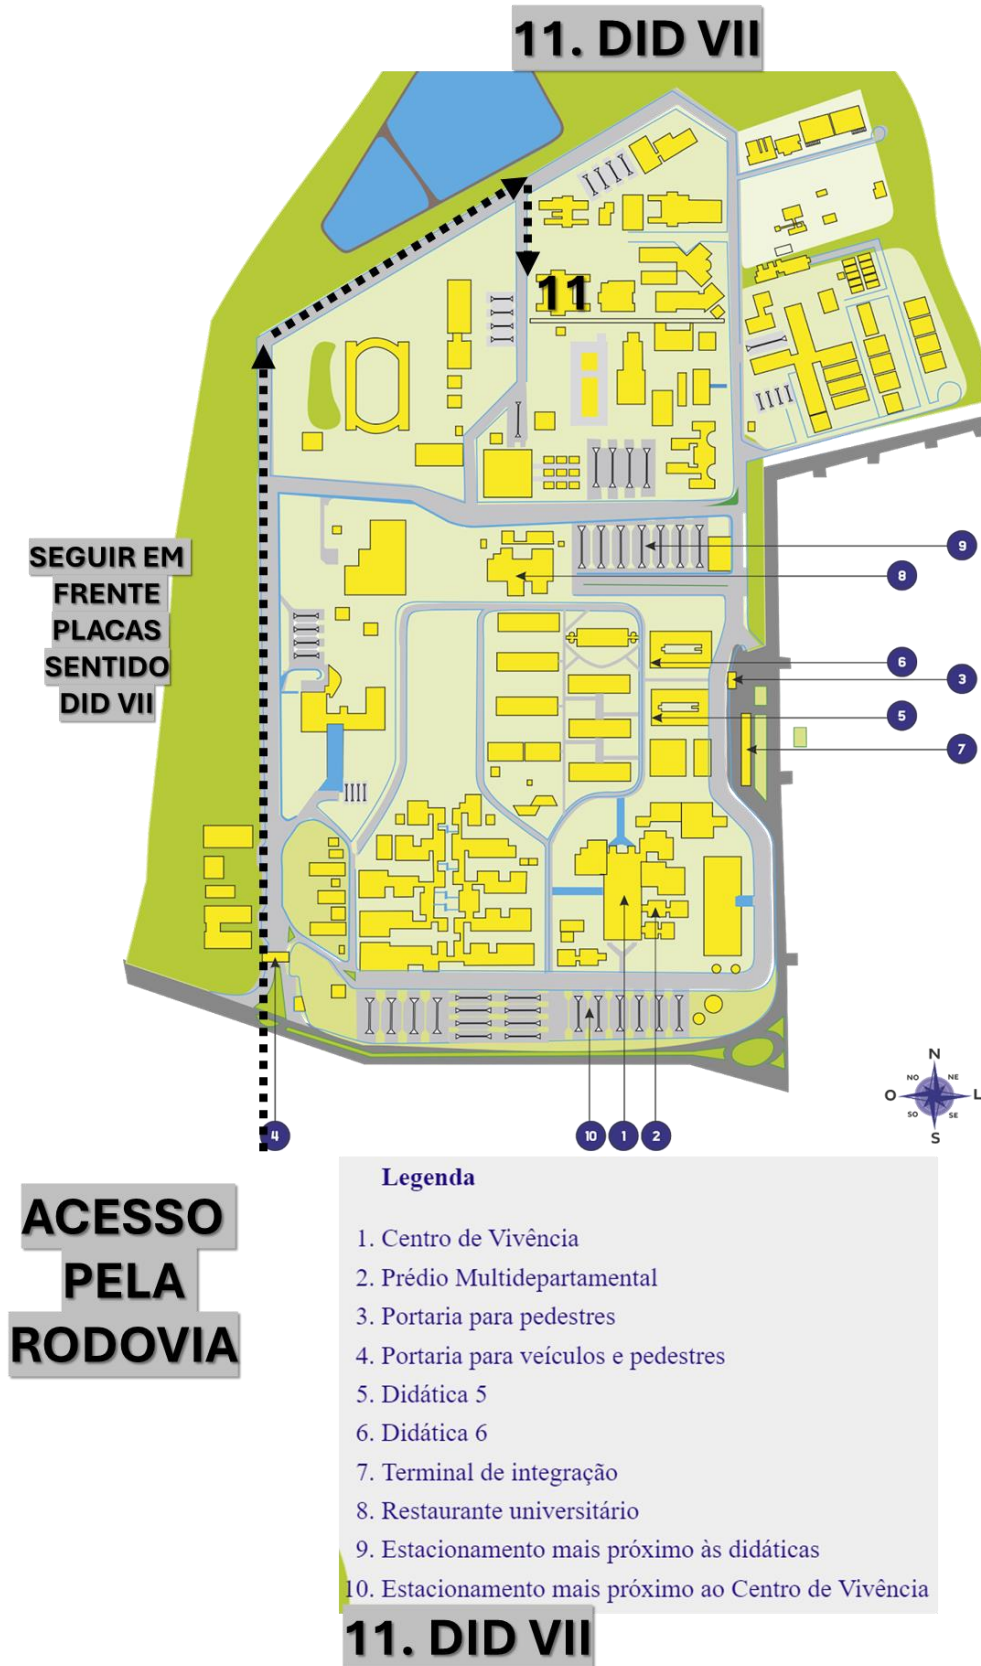 11. DID VII
11
SEGUIR EM
FRENTE
PLACAS
SENTIDO
DID VII
9
8
6
3
5
7
4
10
1
2
N
NO
NE
O
L
SO
SE
S
ACESSO
PELA
RODOVIA
Legenda
1. Centro de Vivência
2. Prédio Multidepartamental
3. Portaria para pedestres
4. Portaria para veículos e pedestres
5. Didática 5
6. Didática 6
7. Terminal de integração
8. Restaurante universitário
9. Estacionamento mais próximo às didáticas
10. Estacionamento mais próximo ao Centro de Vivência
11. DID VII